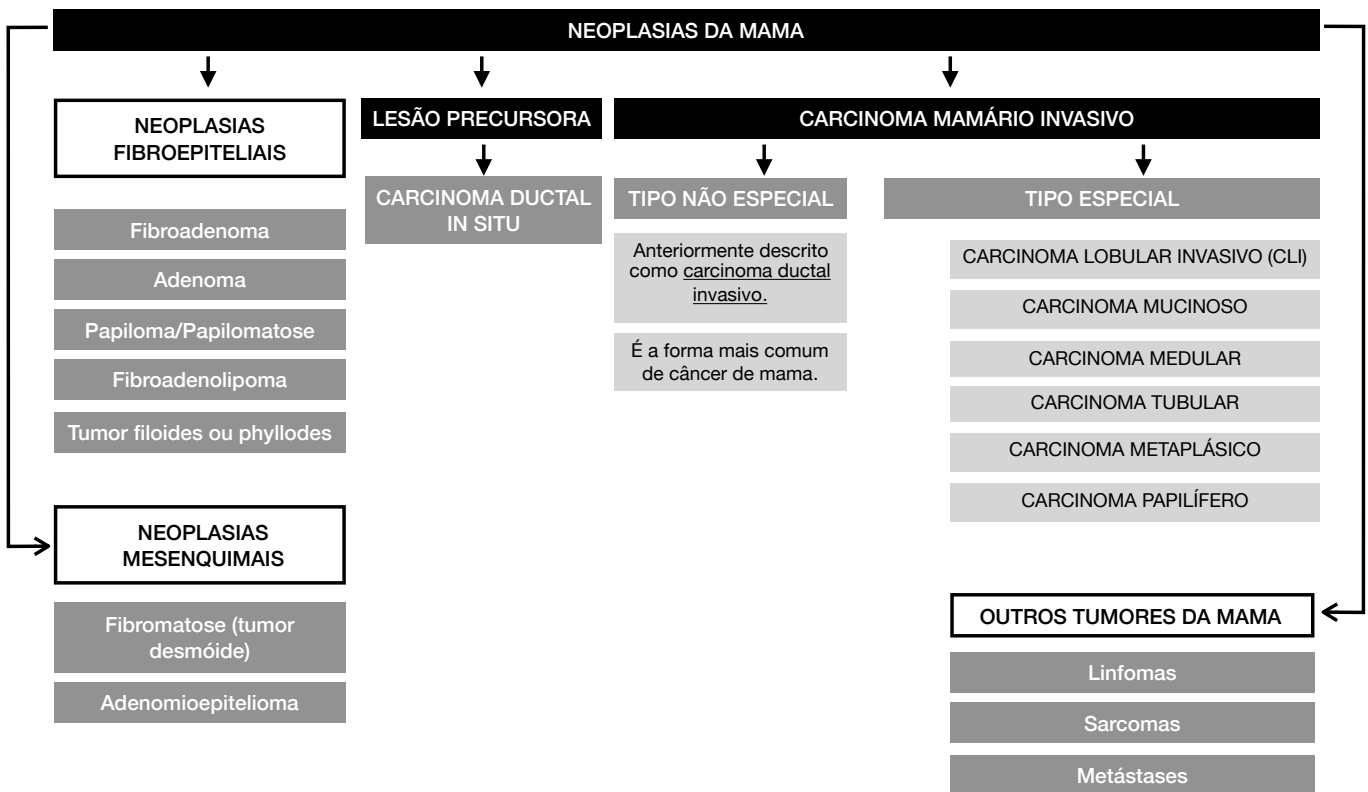 NEOPLASIAS DA MAMA
NEOPLASIAS
FIBROEPITELIAIS
Fibroadenoma
Adenoma
Papiloma/Papilomatose
Fibroadenolipoma
Tumor filoides ou phyllodes
NEOPLASIAS
MESENQUIMAIS
Fibromatose (tumor
desmóide)
Adenomioepitelioma
LESÃO PRECURSORA
CARCINOMA DUCTAL
IN SITU
CARCINOMA MAMÁRIO INVASIVO
TIPO NÃO ESPECIAL
Anteriormente descrito
como carcinoma ductal
invasivo.
É a forma mais comum
de câncer de mama.
TIPO ESPECIAL
CARCINOMA LOBULAR INVASIVO (CLI)
CARCINOMA MUCINOSO
CARCINOMA MEDULAR
CARCINOMA TUBULAR
CARCINOMA METAPLÁSICO
CARCINOMA PAPILÍFERO
OUTROS TUMORES DA MAMA
Linfomas
Sarcomas
Metástases